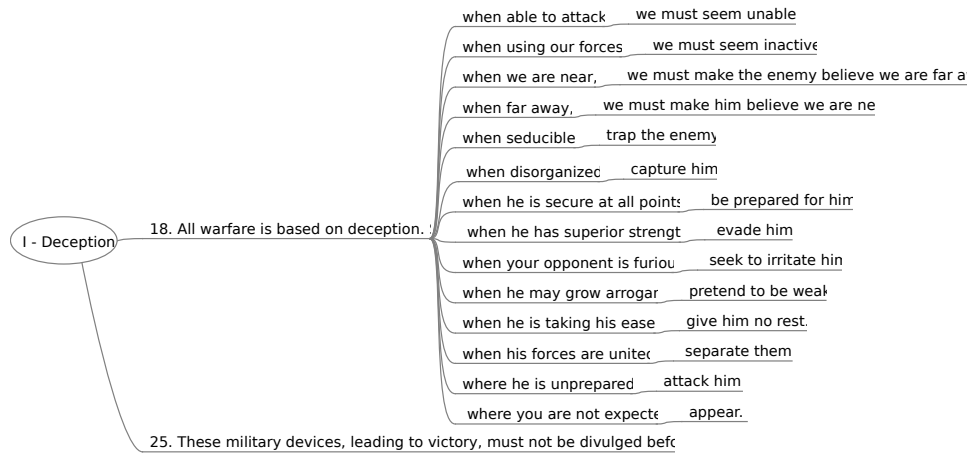 I - Deception
18. All warfare is based on deception.
when able to attack
we must seem unable
when using our forces
we must seem inactive
when we are near,
we must make the enemy believe we are far
when far away,
we must make him believe we are
when seducible
trap the enemy
when disorganized
capture him
when he is secure at all points
be prepared for him
when he has superior
evade him
when your opponent is
seek to irritate him
when he may grow
pretend to be weak
when he is taking his ease
give him no rest.
when his forces are united
separate them
where he is unprepared
attack him
where you are not
appear.
25. These military devices, leading to victory, must not be divulged